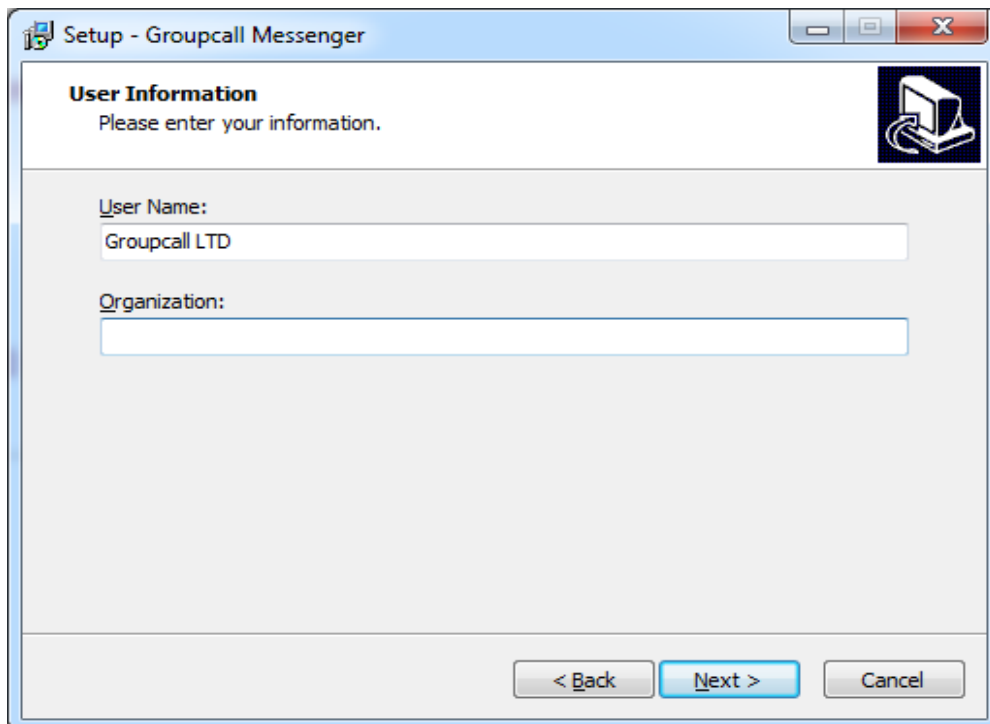 Setup - Groupcall Messenger
User Information
Please enter your information.
User Name:
Groupcall LTD
Organization:
< Back
Next >
Cancel